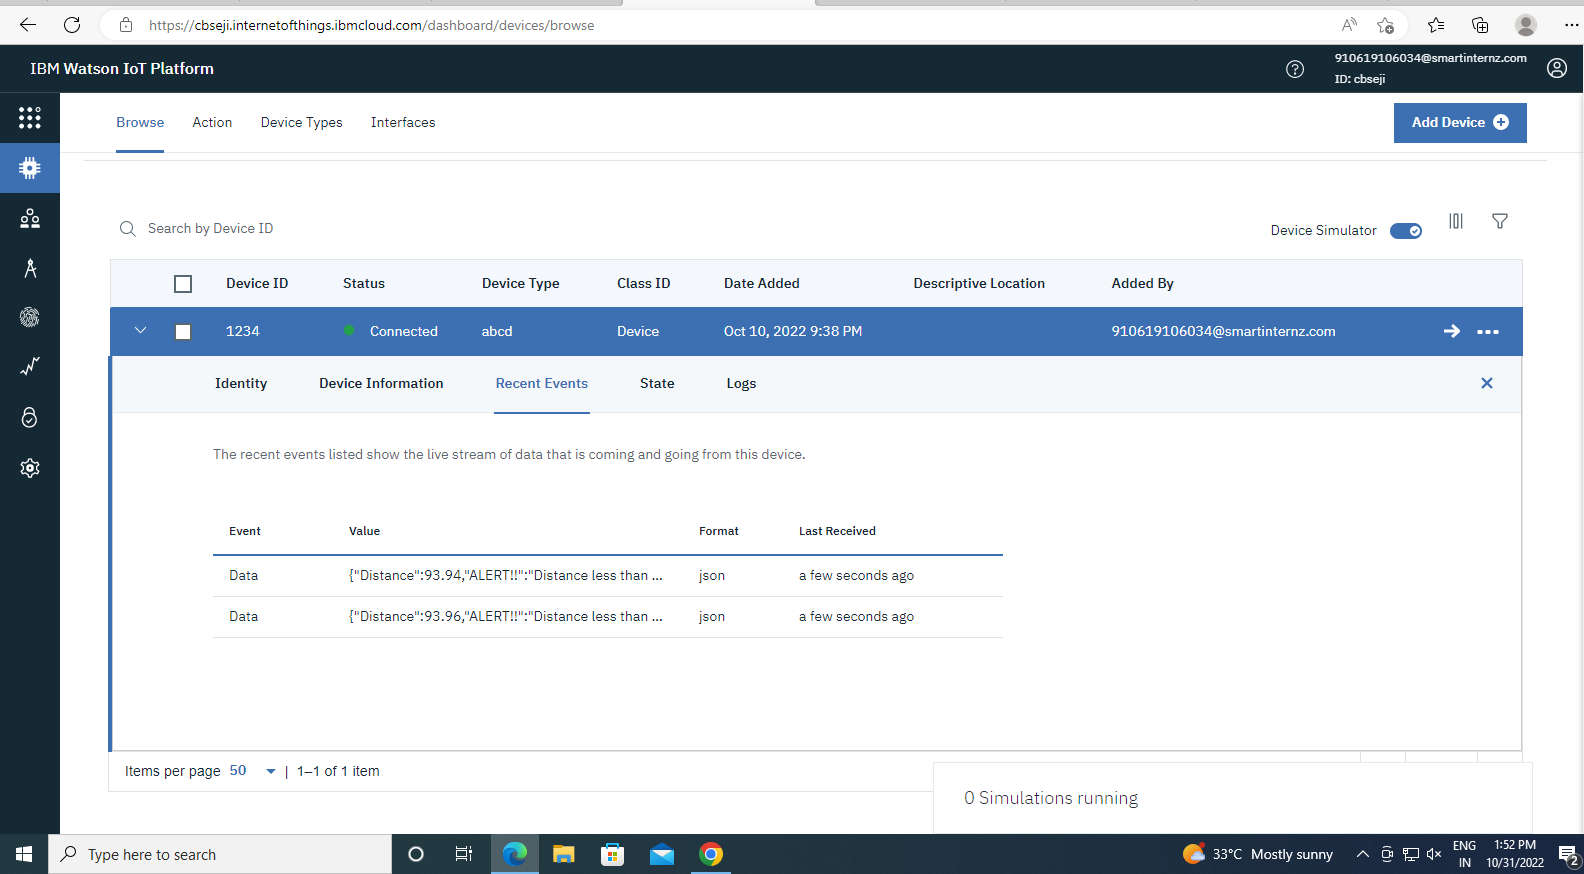 https://cbseji.internetofthings.ibmcloud.com/dashboard/devices/browse
IBM Watson IoT Platform
910619106034@smartinternz.com
ID: cbseji
Browse Action Device Types Interfaces
Add Device
Search by Device ID
Device Simulator
Device ID Status Device Type Class ID Date Added Descriptive Location Added By
1234 Connected abcd Device Oct 10, 2022 9:38 PM 910619106034@smartinternz.com
Identity Device Information Recent Events State Logs
The recent events listed show the live stream of data that is coming and going from this device.
Event Value Format Last Received
Data {"Distance":93.94,"ALERT!!":"Distance less than ... json a few seconds ago
Data {"Distance":93.96,"ALERT!!":"Distance less than ... json a few seconds ago
Items per page 50 | 1–1 of 1 item
0 Simulations running
Type here to search
33°C Mostly sunny
ENG
IN
1:52 PM
10/31/2022
2